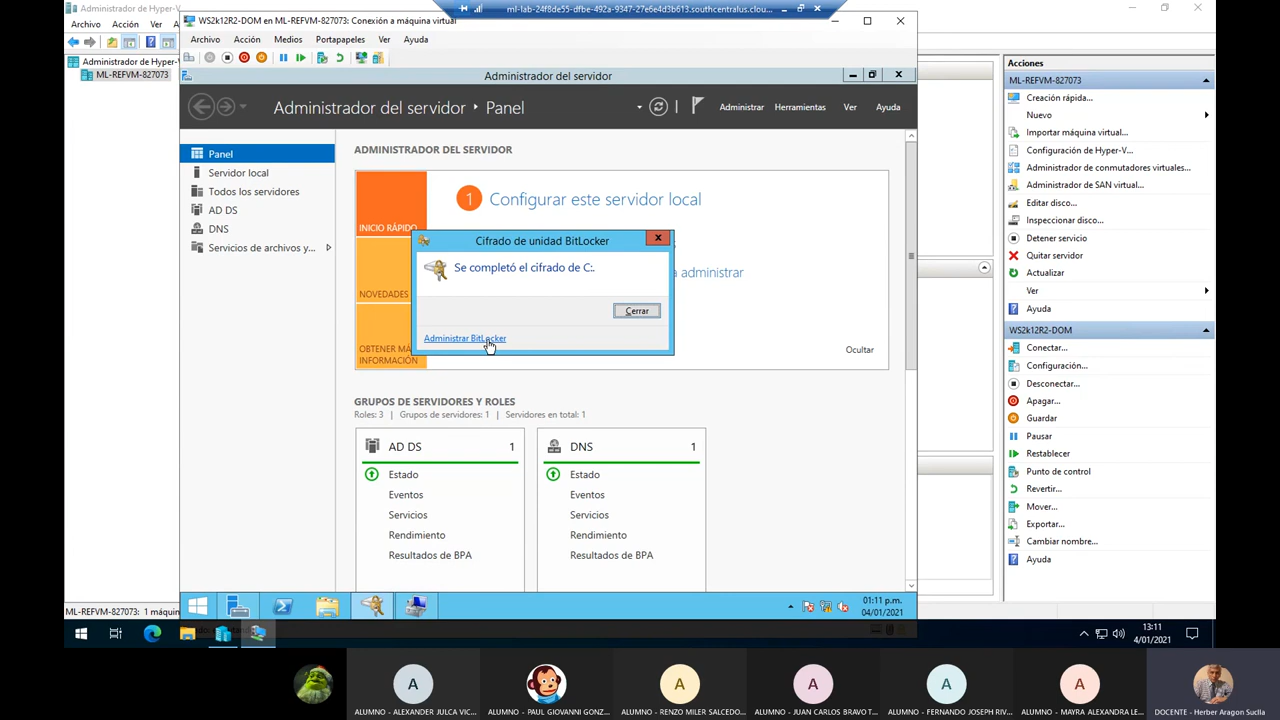 Administrador de Hyper-V
ml-lab-24f8de55-dfbe-492a-9347-27e6e4d3b613.southcentralus.clou...
WS2K12R2-DOM en ML-REFVM-827073: Conexión a máquina virtual
Archivo Acción Ver
Archivo Acción Medios Portapapeles Ver Ayuda
Administrador de Hyper-V
ML-REFVM-827073
Administrador del servidor
Administrador del servidor Panel
Administrar Herramientas Ver Ayuda
Panel
Servidor local
Todos los servidores
AD DS
DNS
Servicios de archivos y...
ADMINISTRADOR DEL SERVIDOR
1 Configurar este servidor local
INICIO RÁPIDO
NOVEDADES
OBTENER MÁ
INFORMACIÓN
a administrar
Ocultar
Cifrado de unidad BitLocker
Se completó el cifrado de C:.
Cerrar
Administrar BitLocker
GRUPOS DE SERVIDORES Y ROLES
Roles: 3 | Grupos de servidores: 1 | Servidores en total: 1
AD DS 1
Estado
Eventos
Servicios
Rendimiento
Resultados de BPA
DNS 1
Estado
Eventos
Servicios
Rendimiento
Resultados de BPA
01:11 p.m.
04/01/2021
Acciones
ML-REFVM-827073
Creación rápida...
Nuevo
Importar máquina virtual...
Configuración de Hyper-V...
Administrador de conmutadores virtuales...
Administrador de SAN virtual...
Editar disco...
Inspeccionar disco...
Detener servicio
Quitar servidor
Actualizar
Ver
Ayuda
WS2k12R2-DOM
Conectar...
Configuración...
Desconectar...
Apagar...
Guardar
Pausar
Restablecer
Punto de control
Revertir...
Mover...
Exportar...
Cambiar nombre...
Ayuda
ML-REFVM-827073: 1 máquin
13:11
4/01/2021
A A A A A A
ALUMNO - ALEXANDER JULCA VIC...
ALUMNO - PAUL GIOVANNI GONZ...
ALUMNO - RENZO MILER SALCEDO...
ALUMNO - JUAN CARLOS BRAVO T...
ALUMNO - FERNANDO JOSEPH RIV...
ALUMNO - MAYRA ALEXANDRA LE...
DOCENTE - Herber Aragon Suclla